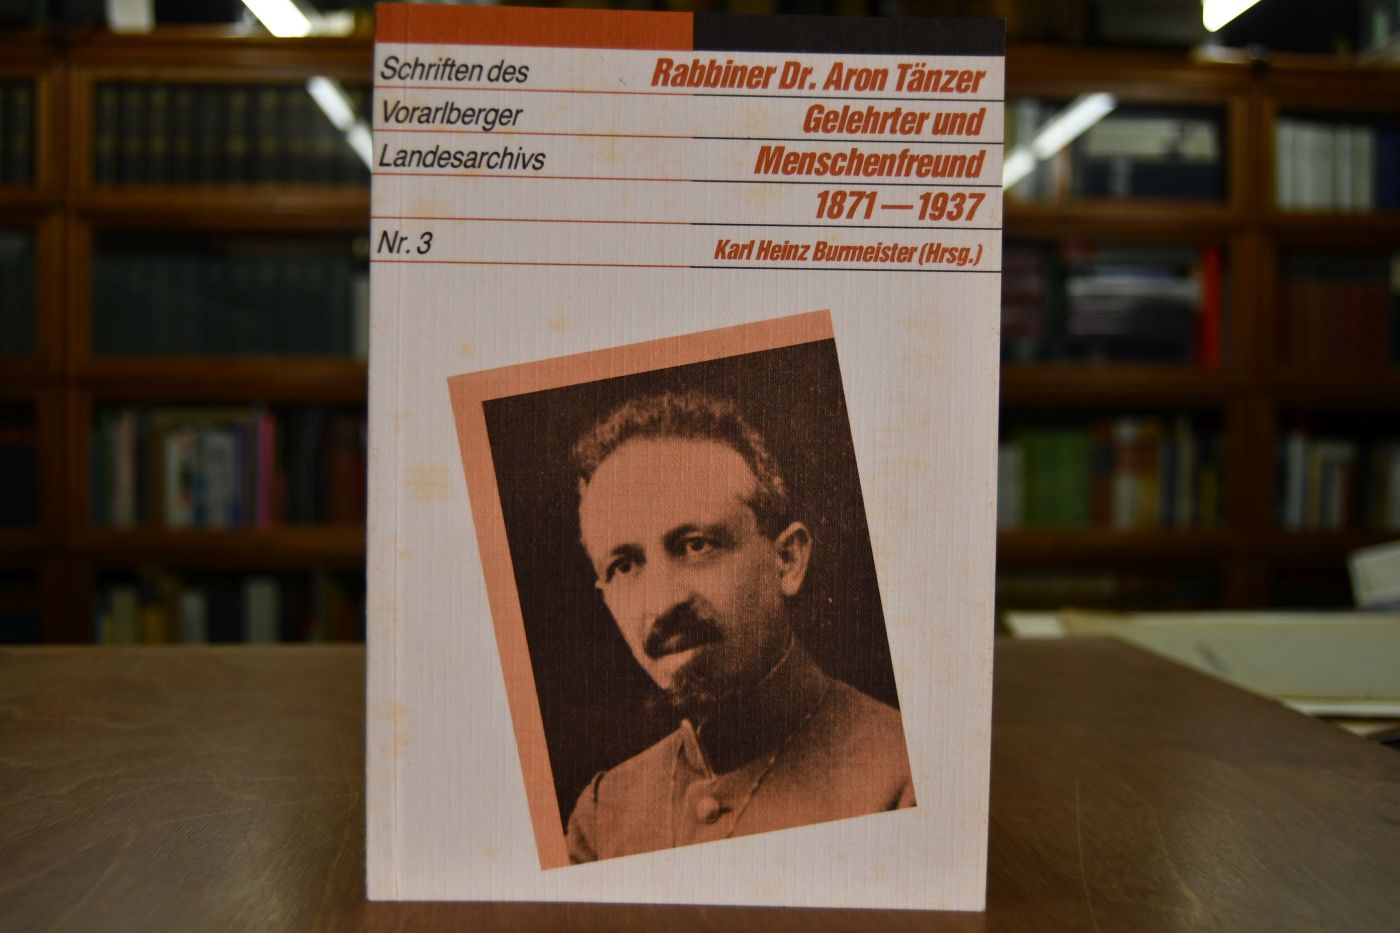 Schriften des
Vorarlberger
Landesarchivs
Nr. 3
Rabbiner Dr. Aron Tänzer
Gelehrter und
Menschenfreund
1871 — 1937
Karl Heinz Burmeister (Hrsg.)